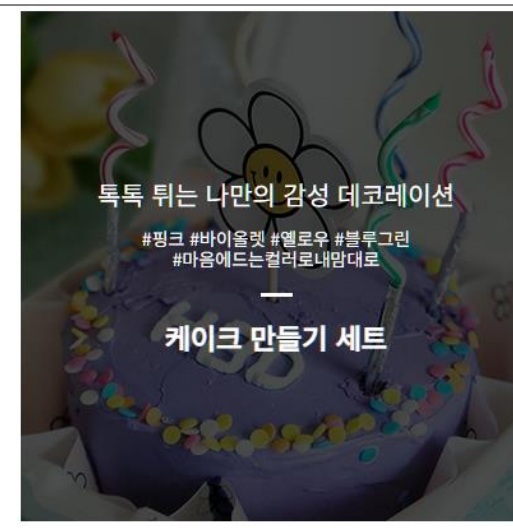 톡톡 튀는 나만의 감성 데코레이션
#핑크 #바이올렛 #옐로우 #블루그린
#마음에드는컬러로내맘대로
케이크 만들기 세트
HBD